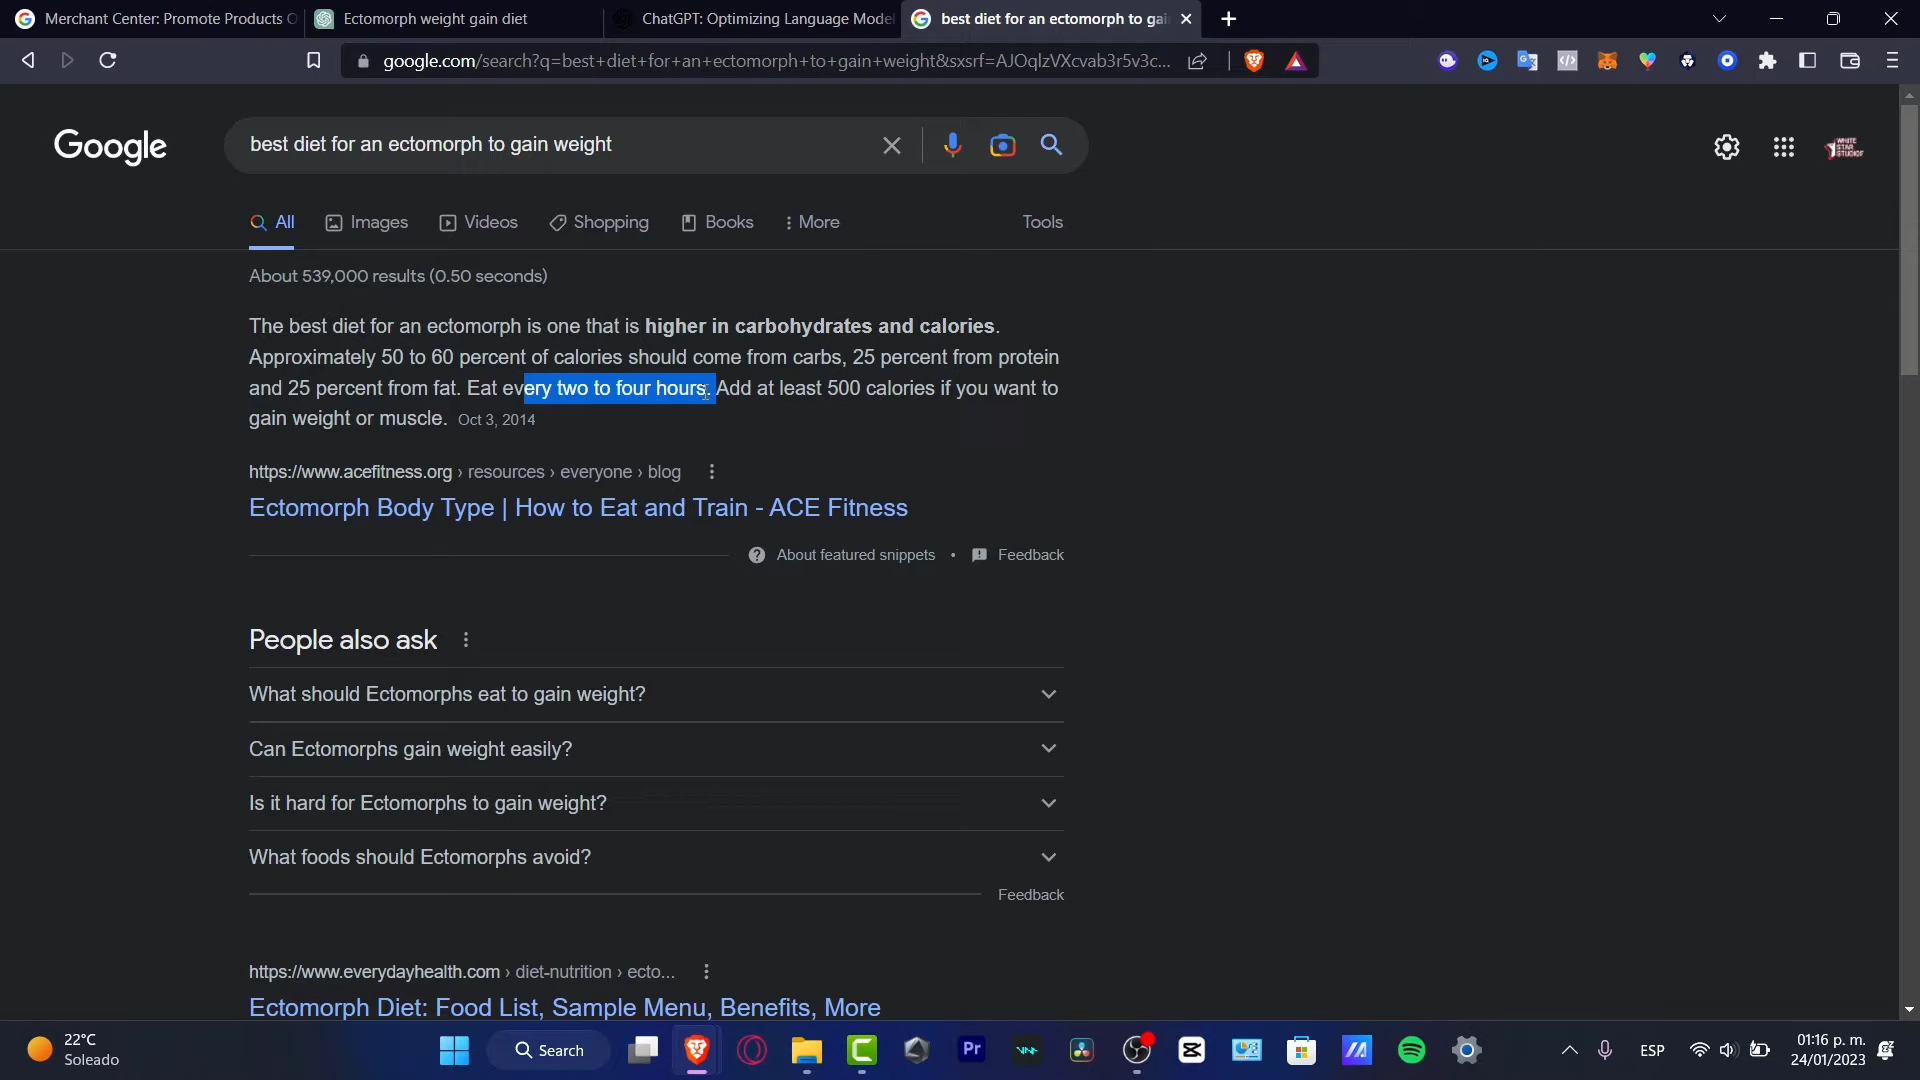 Merchant Center: Promote Products O
Ectomorph weight gain diet
ChatGPT: Optimizing Language Model
best diet for an ectomorph to gai
google.com/search?q=best+diet+for+an+ectomorph+to+gain+weight&sxsrf=AJOqlzVXcvab3r5v3c...
Google
best diet for an ectomorph to gain weight
WHITE STAR STUDIOS
All
Images
Videos
Shopping
Books
More
Tools
About 539,000 results (0.50 seconds)
The best diet for an ectomorph is one that is higher in carbohydrates and calories.
Approximately 50 to 60 percent of calories should come from carbs, 25 percent from protein
and 25 percent from fat. Eat every two to four hours. Add at least 500 calories if you want to
gain weight or muscle. Oct 3, 2014
https://www.acefitness.org › resources › everyone › blog
Ectomorph Body Type | How to Eat and Train - ACE Fitness
About featured snippets • Feedback
People also ask
What should Ectomorphs eat to gain weight?
Can Ectomorphs gain weight easily?
Is it hard for Ectomorphs to gain weight?
What foods should Ectomorphs avoid?
Feedback
https://www.everydayhealth.com › diet-nutrition › ecto...
Ectomorph Diet: Food List, Sample Menu, Benefits, More
22°C
Soleado
Search
Pr
ESP
01:16 p. m.
24/01/2023